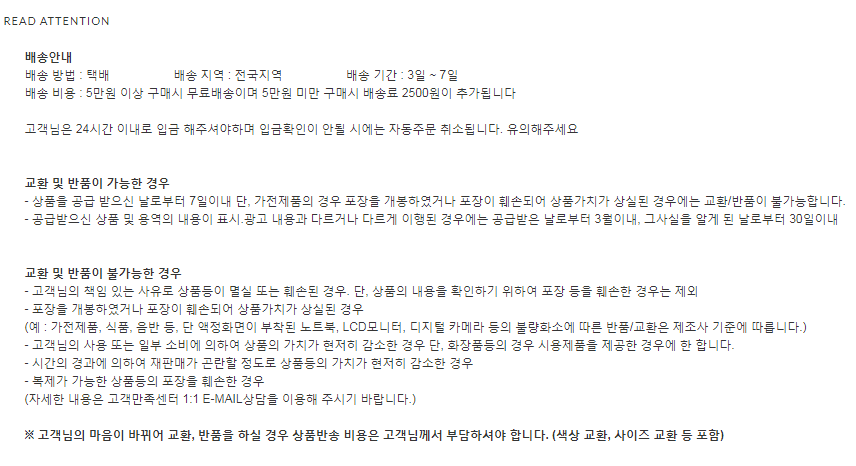 READ ATTENTION
배송안내
배송 방법 : 택배 배송 지역 : 전국지역 배송 기간 : 3일 ~ 7일
배송 비용 : 5만원 이상 구매시 무료배송이며 5만원 미만 구매시 배송료 2500원이 추가됩니다
고객님은 24시간 이내로 입금 해주셔야하며 입금확인이 안될 시에는 자동주문 취소됩니다. 유의해주세요
교환 및 반품이 가능한 경우
- 상품을 공급 받으신 날로부터 7일이내 단, 가전제품의 경우 포장을 개봉하였거나 포장이 훼손되어 상품가치가 상실된 경우에는 교환/반품이 불가능합니다.
- 공급받으신 상품 및 용역의 내용이 표시.광고 내용과 다르거나 다르게 이행된 경우에는 공급받은 날로부터 3월이내, 그사실을 알게 된 날로부터 30일이내
교환 및 반품이 불가능한 경우
- 고객님의 책임 있는 사유로 상품등이 멸실 또는 훼손된 경우. 단, 상품의 내용을 확인하기 위하여 포장 등을 훼손한 경우는 제외
- 포장을 개봉하였거나 포장이 훼손되어 상품가치가 상실된 경우
(예 : 가전제품, 식품, 음반 등, 단 액정화면이 부착된 노트북, LCD모니터, 디지털 카메라 등의 불량화소에 따른 반품/교환은 제조사 기준에 따릅니다.)
- 고객님의 사용 또는 일부 소비에 의하여 상품의 가치가 현저히 감소한 경우 단, 화장품등의 경우 시용제품을 제공한 경우에 한 합니다.
- 시간의 경과에 의하여 재판매가 곤란할 정도로 상품등의 가치가 현저히 감소한 경우
- 복제가 가능한 상품등의 포장을 훼손한 경우
(자세한 내용은 고객만족센터 1:1 E-MAIL상담을 이용해 주시기 바랍니다.)
※ 고객님의 마음이 바뀌어 교환, 반품을 하실 경우 상품반송 비용은 고객님께서 부담하셔야 합니다. (색상 교환, 사이즈 교환 등 포함)